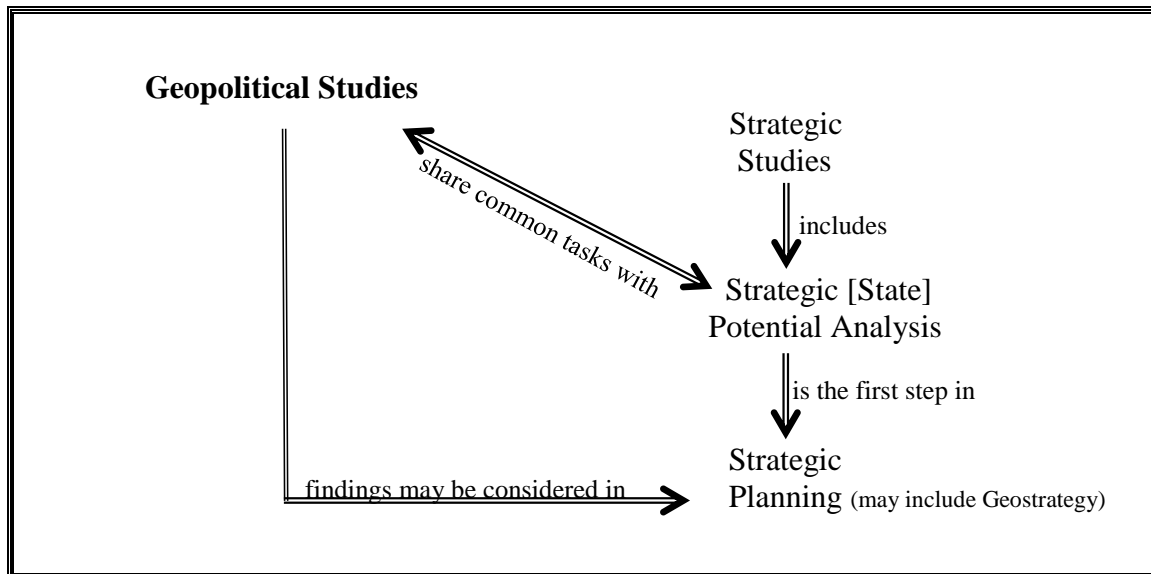 Geopolitical Studies
Strategic
Studies
share common tasks with
includes
Strategic [State]
Potential Analysis
is the first step in
Strategic
findings may be considered in
Planning (may include Geostrategy)